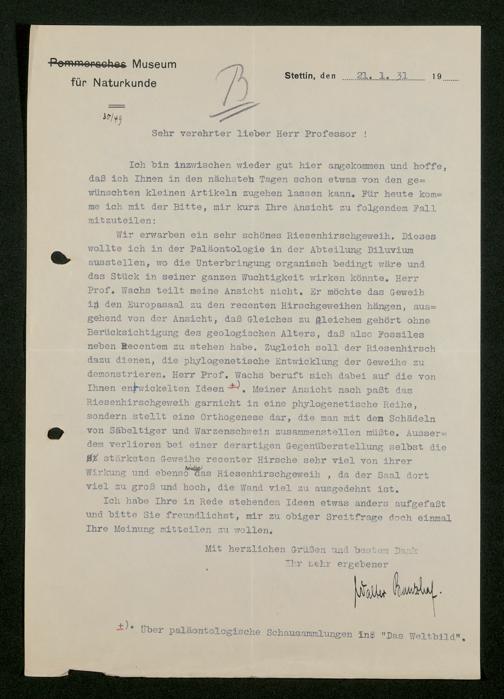 Pommersches Museum
für Naturkunde
Stettin, den 21. 1. 31 19
B
Sehr verehrter lieber Herr Professor !
Ich bin inzwischen wieder gut hier angekommen und hoffe,
daß ich Ihnen in den nächsten Tagen schon etwas von den ge=
wünschten kleinen Artikeln zugehen lassen kann. Für heute kom=
me ich mit der Bitte, mir kurz Ihre Ansicht zu folgendem Fall
mitzuteilen:
Wir erwarben ein sehr schönes Riesenhirschgeweih. Dieses
wollte ich in der Paläontologie in der Abteilung Diluvium
ausstellen, wo die Unterbringung organisch bedingt wäre und
das Stück in seiner ganzen Wuchtigkeit wirken könnte. Herr
Prof. Wachs teilt meine Ansicht nicht. Er möchte das Geweih
in den Europasaal zu den recenten Hirschgeweihen hängen, aus=
gehend von der Ansicht, daß Gleiches zu gleichem gehört ohne
Berücksichtigung des geologischen Alters, daß also Fossiles
neben Recentem zu stehen habe. Zugleich soll der Riesenhirsch
dazu dienen, die phylogenetische Entwicklung der Geweihe zu
demonstrieren. Herr Prof. Wachs beruft sich dabei auf die von
Ihnen entwickelten Ideen ±). Meiner Ansicht nach paßt das
Riesenhirschgeweih garnicht in eine phylogenetische Reihe,
sondern stellt eine Orthogenese dar, die man mit den Schädeln
von Säbeltiger und Warzenschwein zusammenstellen müßte. Ausser=
dem verlieren bei einer derartigen Gegenüberstellung selbst die
stärksten Geweihe recenter Hirsche sehr viel von ihrer
Wirkung und ebenso das Riesenhirschgeweih , da der Saal dort
viel zu groß und hoch, die Wand viel zu ausgedehnt ist.
Ich habe Ihre in Rede stehenden Ideen etwas anders aufgefaßt
und bitte Sie freundlichst, mir zu obiger Sreitfrage doch einmal
Ihre Meinung mitteilen zu wollen.
Mit herzlichen Grüßen und bestem Dank
Ihr sehr ergebener
Walter Banzhaf.
±). Über paläontologische Schausammlungen ins "Das Weltbild".